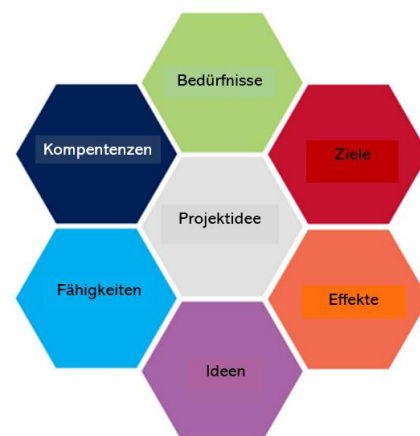 Bedürfnisse
Kompentenzen
Ziele
Projektidee
Fähigkeiten
Effekte
Ideen